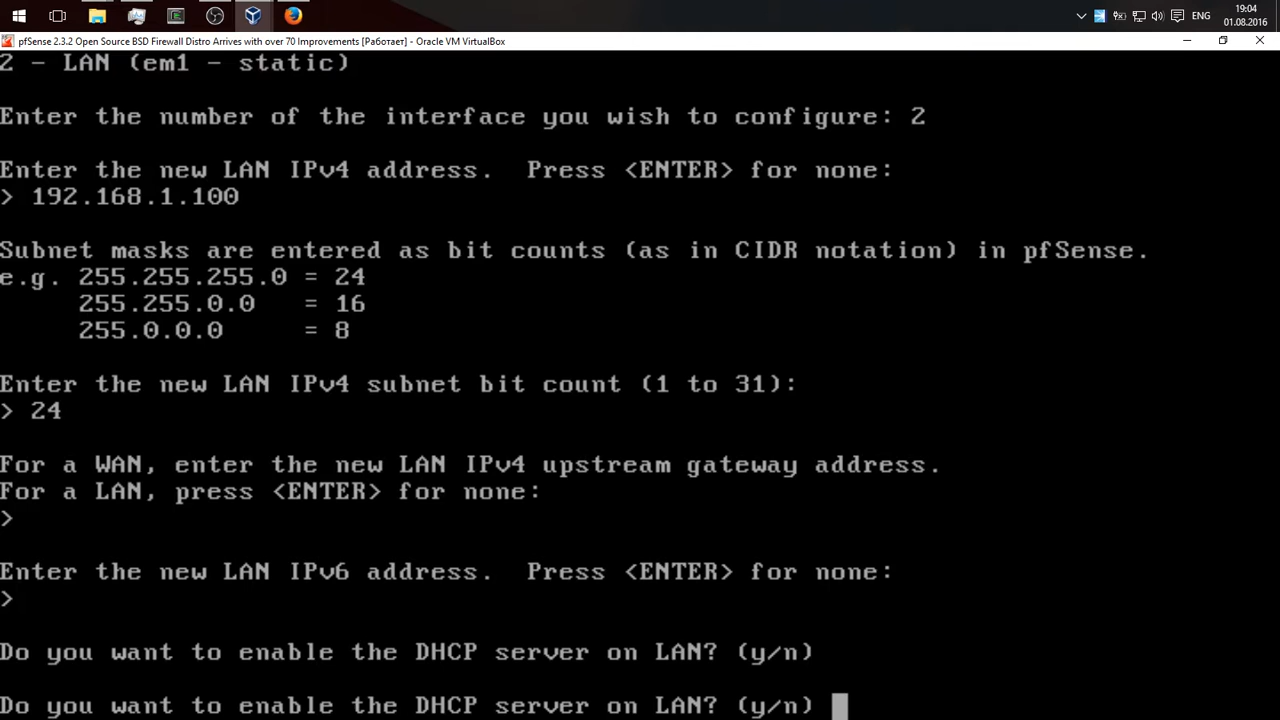 19:04
ENG
01.08.2016
pfSense 2.3.2 Open Source BSD Firewall Distro Arrives with over 70 Improvements [Работает] - Oracle VM VirtualBox
2 - LAN (em1 - static)
Enter the number of the interface you wish to configure: 2
Enter the new LAN IPv4 address.  Press <ENTER> for none:
> 192.168.1.100
Subnet masks are entered as bit counts (as in CIDR notation) in pfSense.
e.g. 255.255.255.0 = 24
     255.255.0.0   = 16
     255.0.0.0     = 8
Enter the new LAN IPv4 subnet bit count (1 to 31):
> 24
For a WAN, enter the new LAN IPv4 upstream gateway address.
For a LAN, press <ENTER> for none:
>
Enter the new LAN IPv6 address.  Press <ENTER> for none:
>
Do you want to enable the DHCP server on LAN? (y/n)
Do you want to enable the DHCP server on LAN? (y/n)